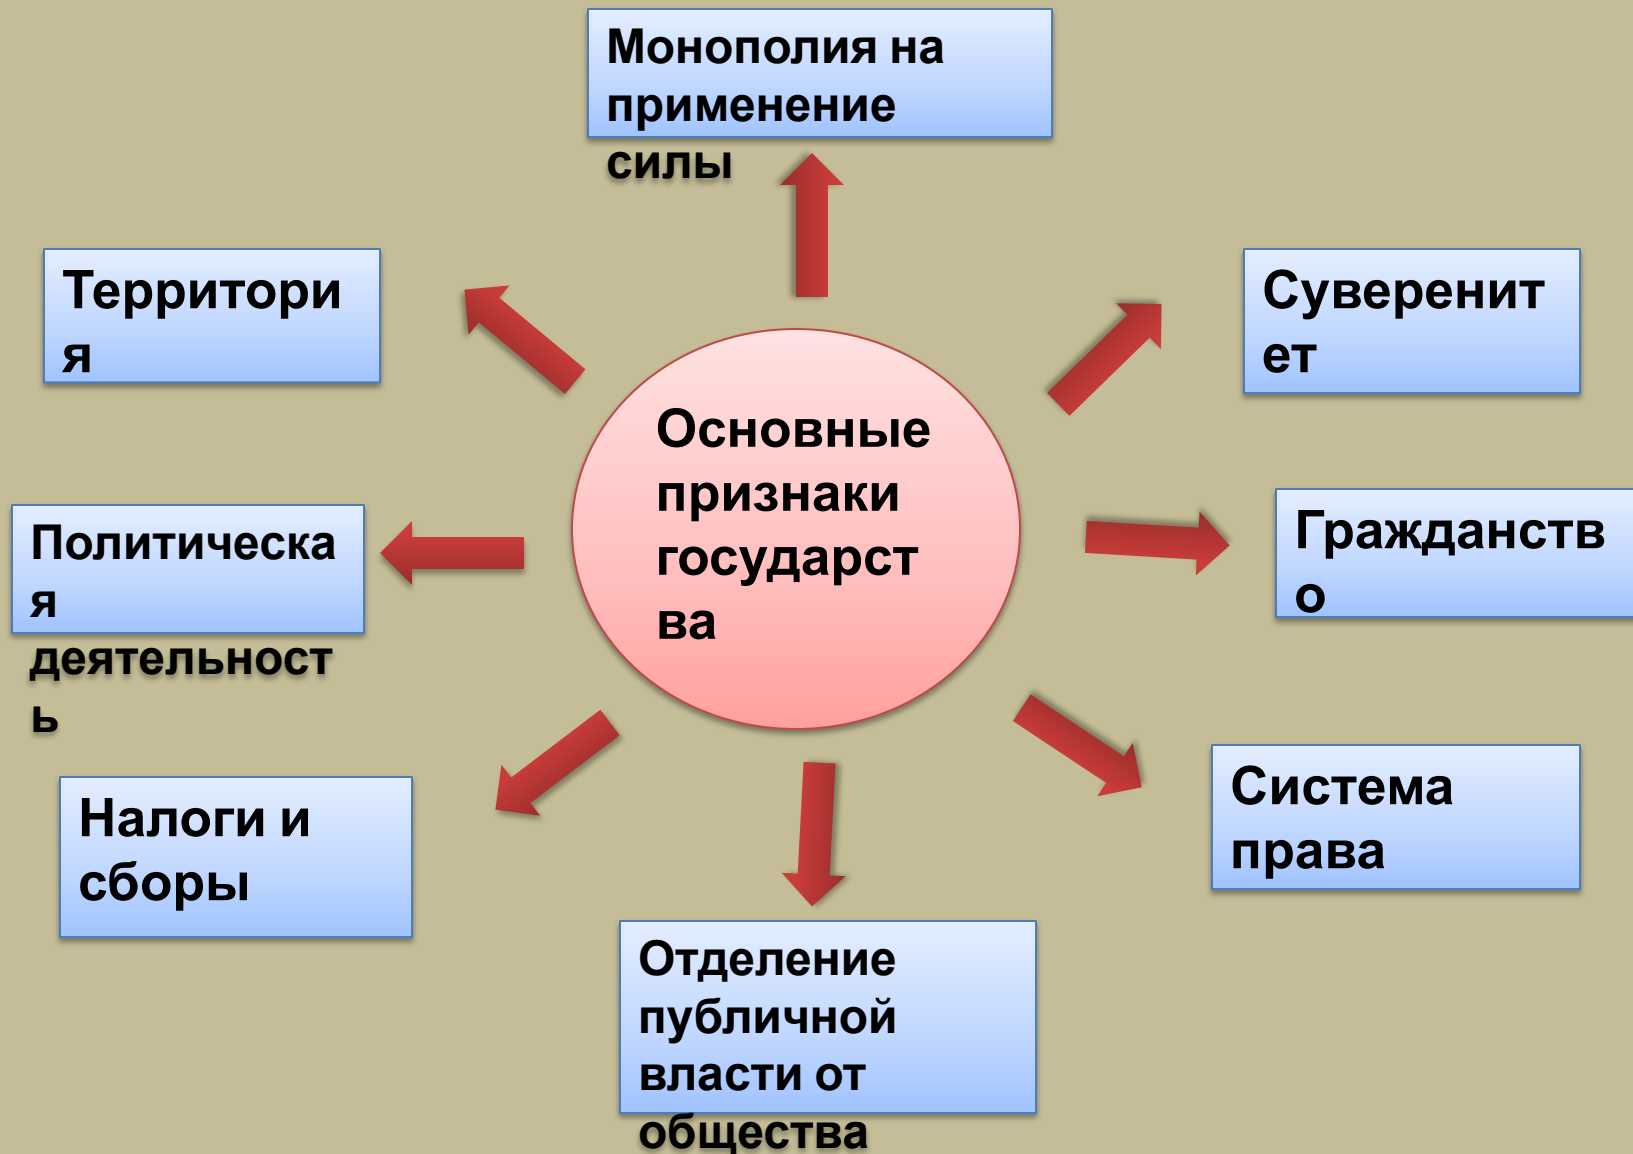 Монополия на
применение
силы
Территори
я
Суверенит
ет
Основные
признаки
государст
ва
Политическа
я
деятельност
ь
Гражданств
о
Налоги и
сборы
Система
права
Отделение
публичной
власти от
общества